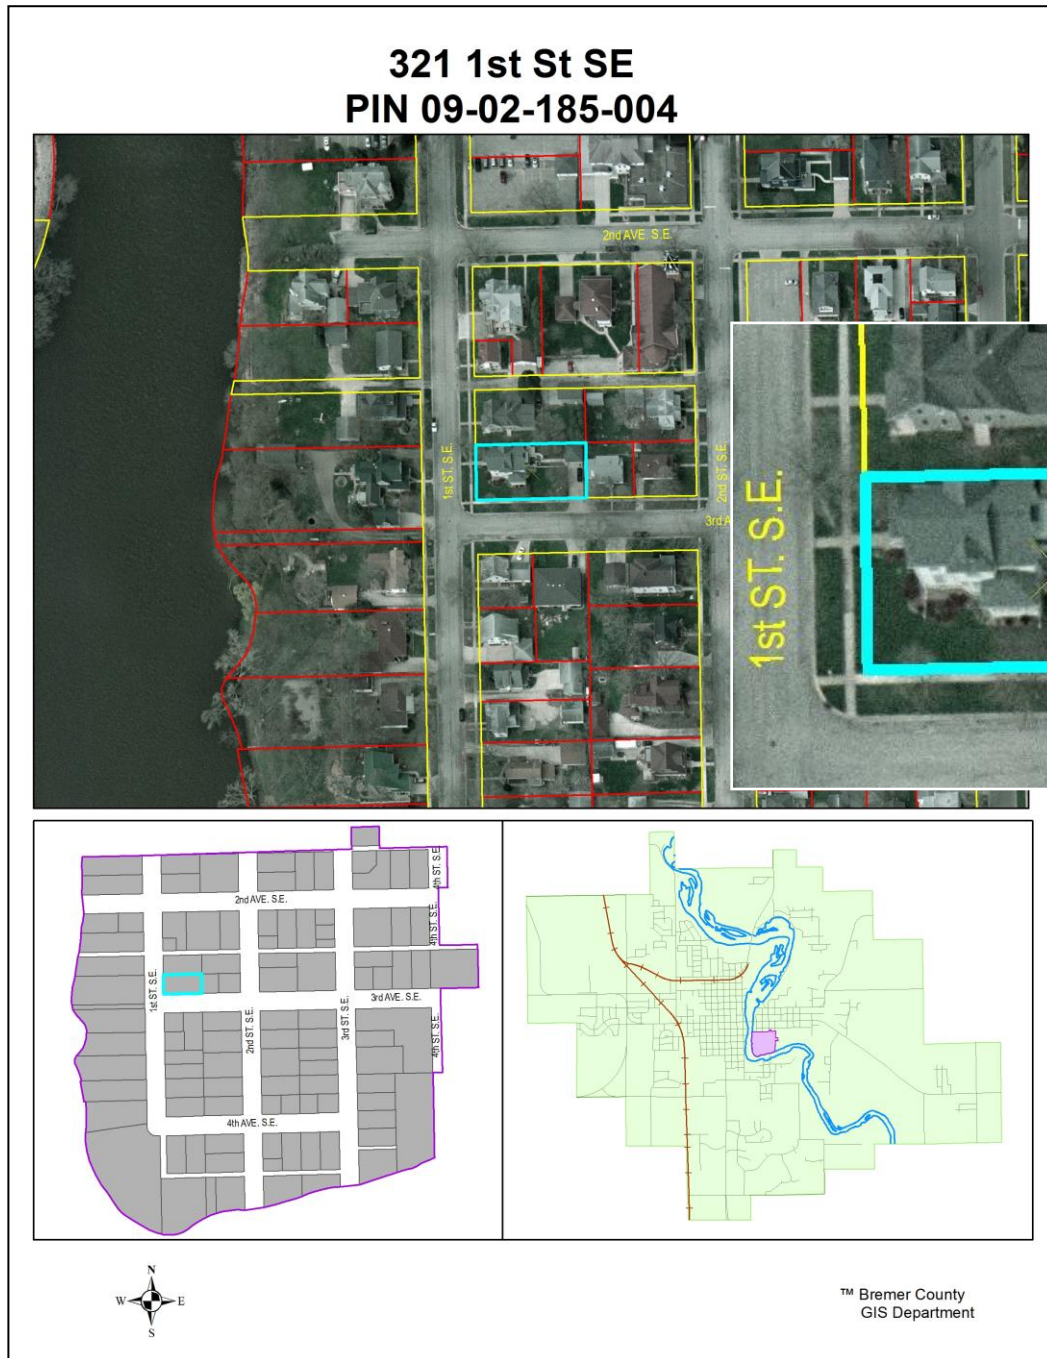 321 1st St SE
PIN 09-02-185-004
2nd AVE. S.E.
1st ST. S.E.
2nd ST. S.E.
3rd A
1st ST. S.E.
4th ST. S.E.
2nd AVE. S.E.
4th ST. S.E.
1st ST. S.E.
3rd AVE. S.E.
2nd ST. S.E.
3rd ST. S.E.
4th ST. S.E.
4th AVE. S.E.
N
W E
S
™ Bremer County
GIS Department